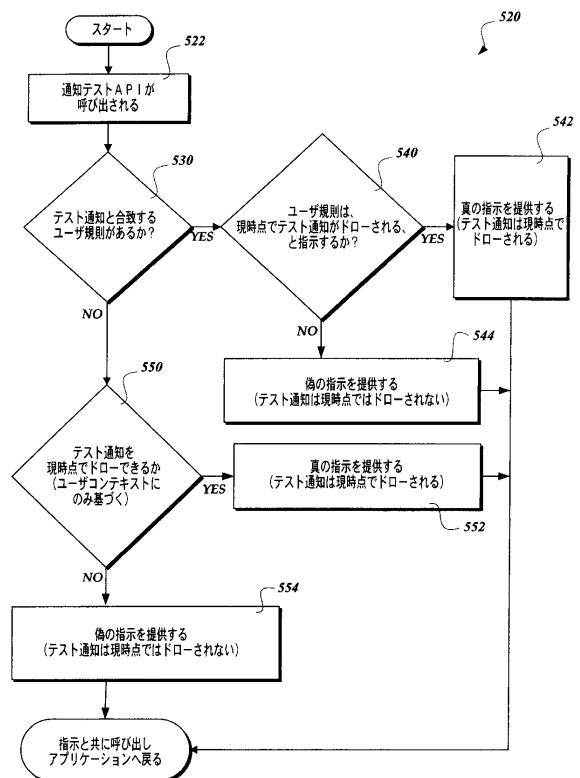 スタート
520
522
通知テストＡＰＩが
呼び出される
530
テスト通知と合致する
ユーザ規則があるか？
YES
NO
540
ユーザ規則は、
現時点でテスト通知がドローされる、
と指示するか？
YES
NO
542
真の指示を提供する
(テスト通知は現時点で
ドローされる)
544
偽の指示を提供する
(テスト通知は現時点ではドローされない)
550
テスト通知を
現時点でドローできるか
(ユーザコンテキストに
のみ基づく)
YES
NO
真の指示を提供する
(テスト通知は現時点でドローされる)
552
554
偽の指示を提供する
(テスト通知は現時点ではドローされない)
指示と共に呼び出し
アプリケーションへ戻る